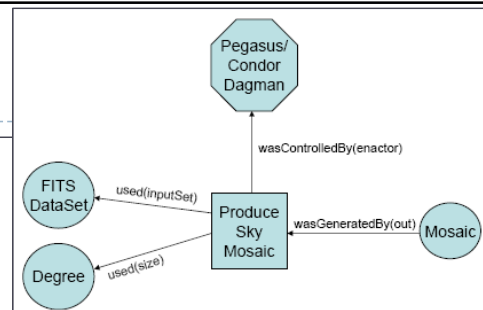 Pegasus/
Condor
Dagman
wasControlledBy(enactor)
FITS
DataSet
used(inputSet)
Produce
Sky
Mosaic
wasGeneratedBy(out)
Mosaic
Degree
used(size)